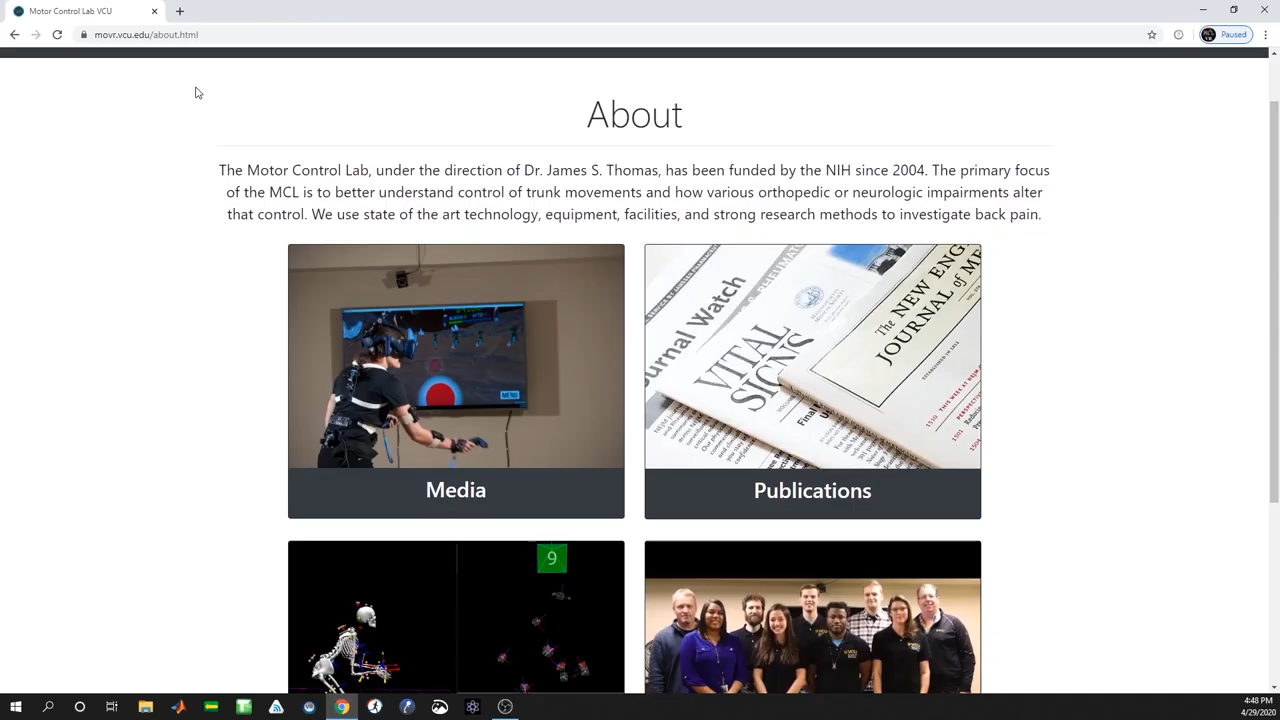 Motor Control Lab VCU
movr.vcu.edu/about.html
Paused
About
The Motor Control Lab, under the direction of Dr. James S. Thomas, has been funded by the NIH since 2004. The primary focus
of the MCL is to better understand control of trunk movements and how various orthopedic or neurologic impairments alter
that control. We use state of the art technology, equipment, facilities, and strong research methods to investigate back pain.
MENU
Journal Watch
VITAL
SIGNS
The NEW ENG
JOURNAL of ME
Media
Publications
9
VCU
4:48 PM
4/29/2020